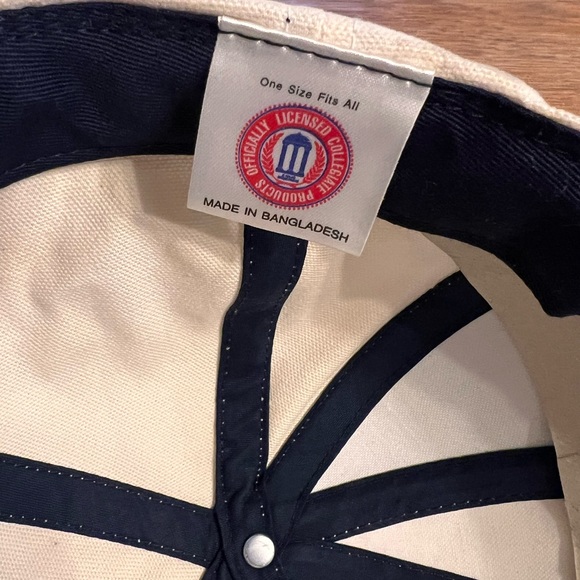 One Size Fits All
OFFICIALLY LICENSED COLLEGIATE PRODUCTS
MADE IN BANGLADESH